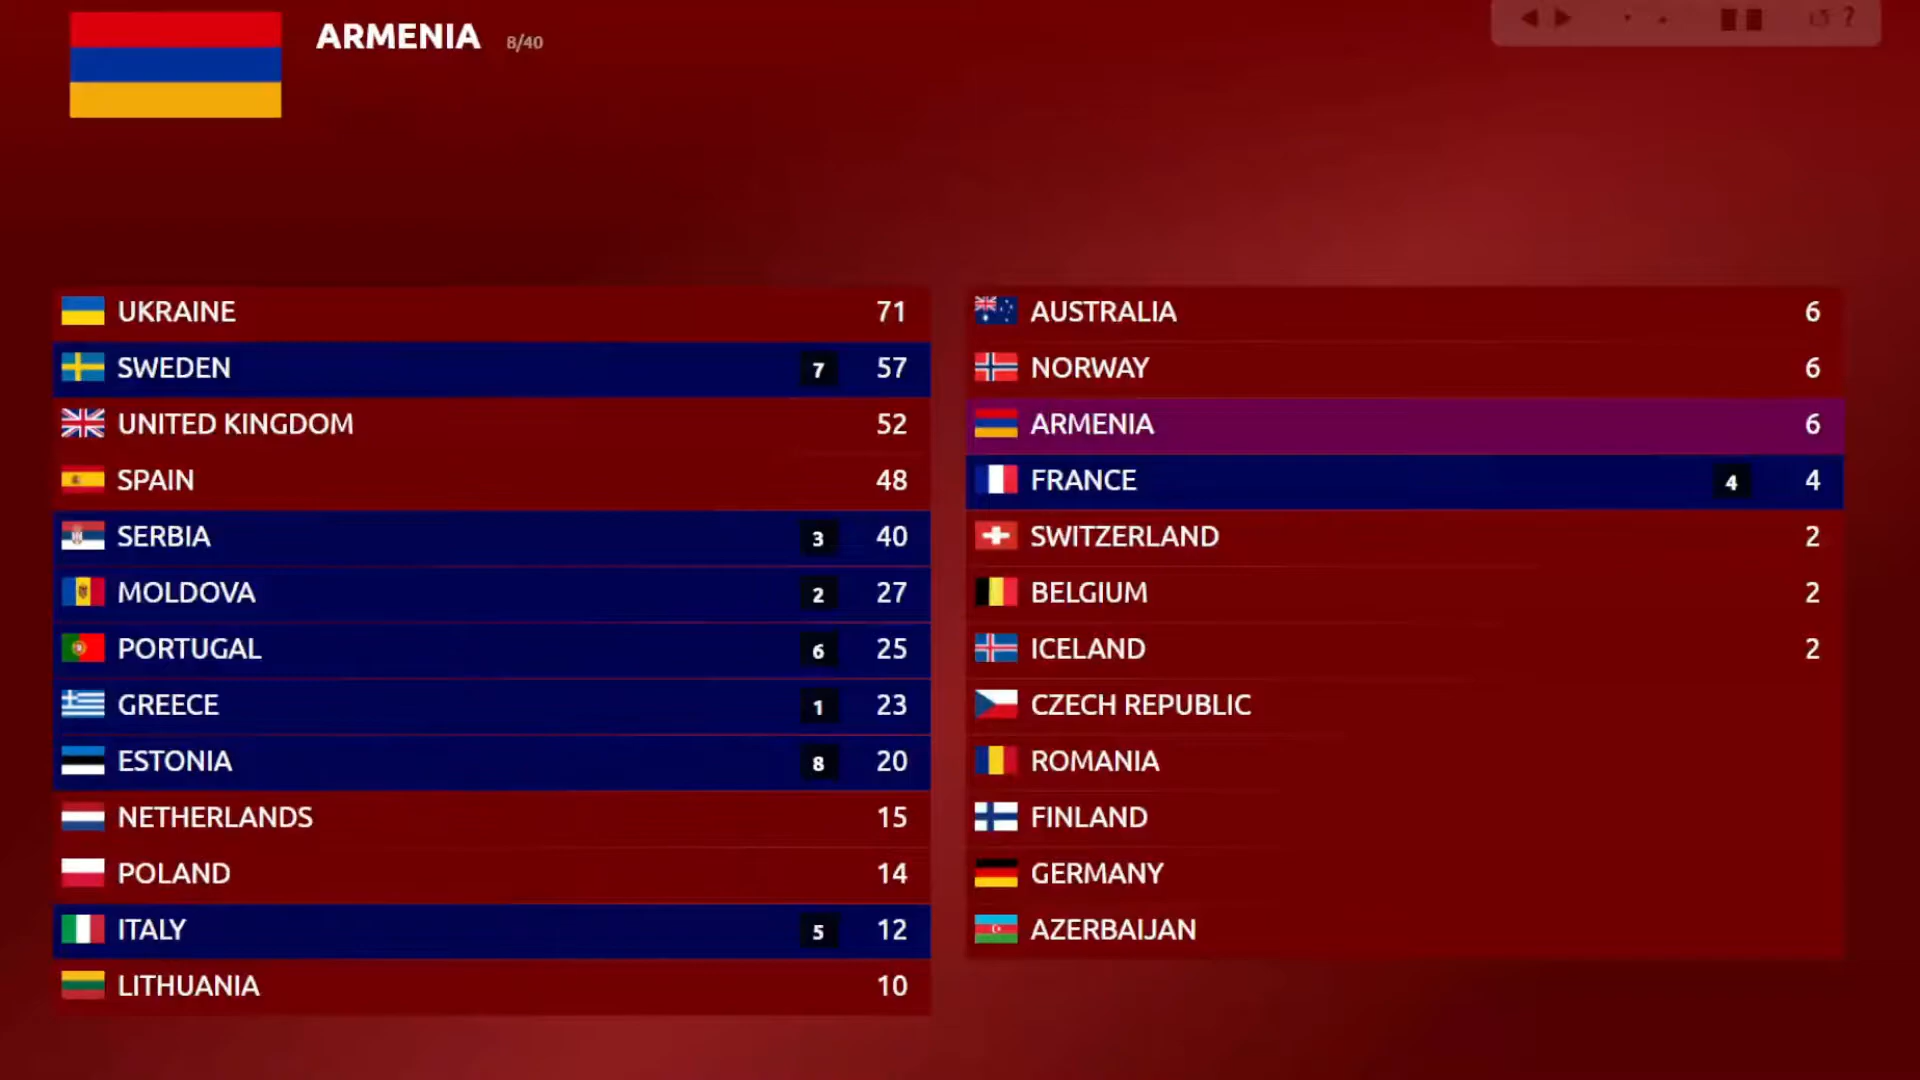 ARMENIA 8/40
?
UKRAINE 71
SWEDEN 7 57
UNITED KINGDOM 52
SPAIN 48
SERBIA 3 40
MOLDOVA 2 27
PORTUGAL 6 25
GREECE 1 23
ESTONIA 8 20
NETHERLANDS 15
POLAND 14
ITALY 5 12
LITHUANIA 10
AUSTRALIA 6
NORWAY 6
ARMENIA 6
FRANCE 4 4
SWITZERLAND 2
BELGIUM 2
ICELAND 2
CZECH REPUBLIC
ROMANIA
FINLAND
GERMANY
AZERBAIJAN